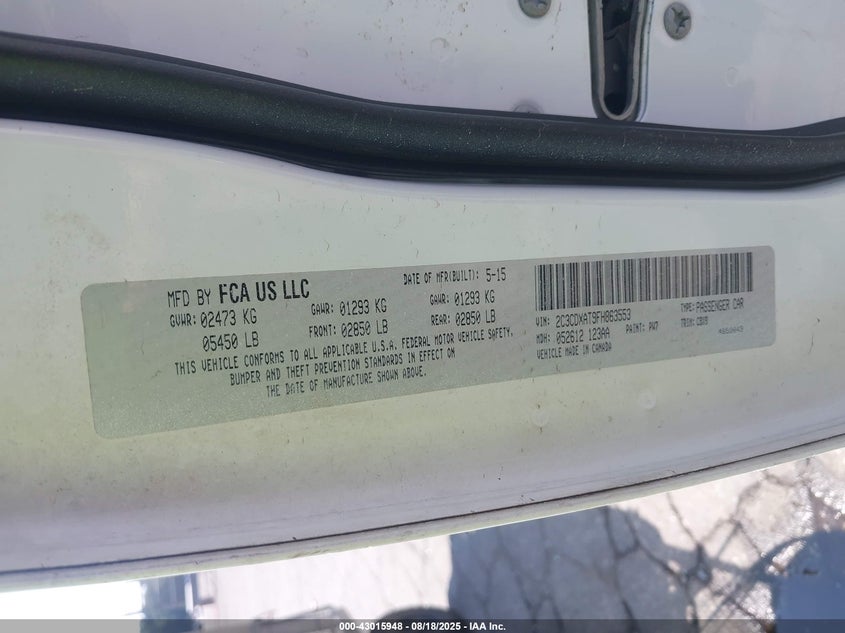 MFD BY FCA US LLC
DATE OF MFR(BUILT): 5-15
GVWR: 02473 KG
GAWR: 01293 KG
GAWR: 01293 KG
05450 LB
FRONT: 02850 LB
REAR: 02850 LB
THIS VEHICLE CONFORMS TO ALL APPLICABLE U.S.A. FEDERAL MOTOR VEHICLE SAFETY,
BUMPER AND THEFT PREVENTION STANDARDS IN EFFECT ON
THE DATE OF MANUFACTURE SHOWN ABOVE.
VIN: 2C3CDXAT9FH863553
TYPE: PASSENGER CAR
MDH: 052612 123AA
PAINT: PW7
TRIM:
VEHICLE MADE IN CANADA
000-43015948 - 08/18/2025 - IAA Inc.